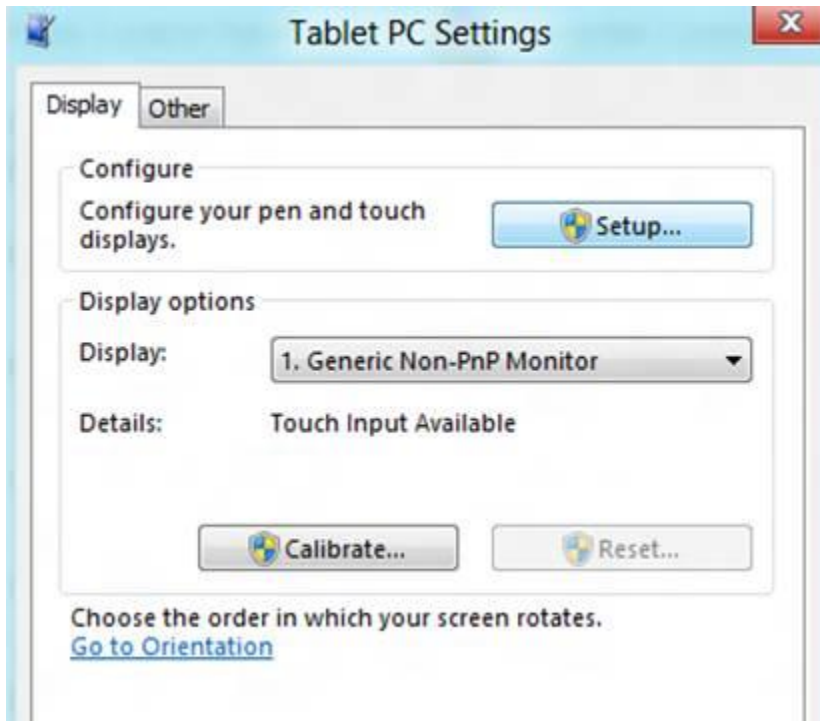 Tablet PC Settings
Display
Other
Configure
Configure your pen and touch
displays.
Setup...
Display options
Display:
1. Generic Non-PnP Monitor
Details:
Touch Input Available
Calibrate...
Reset...
Choose the order in which your screen rotates.
Go to Orientation